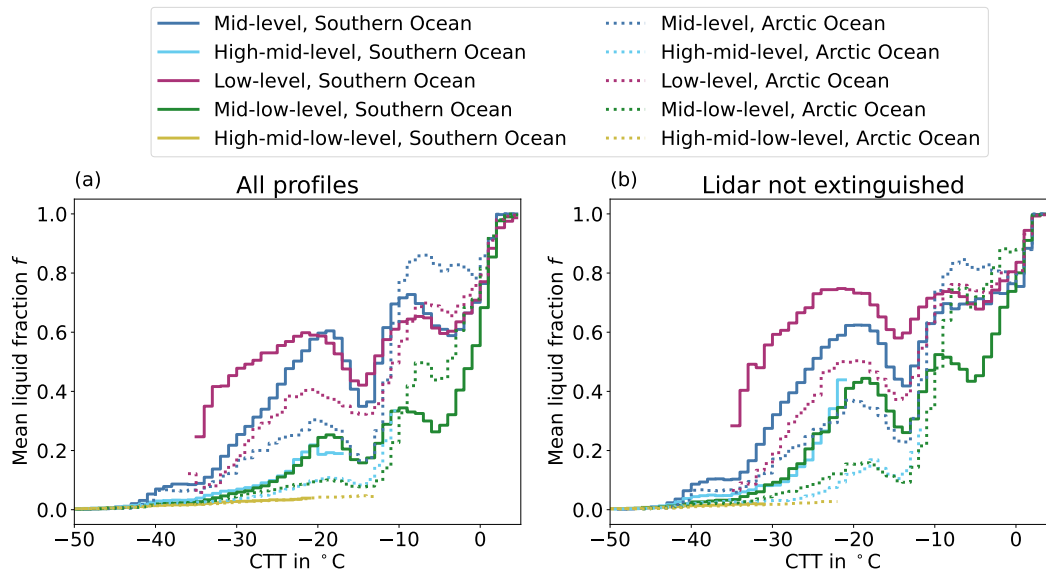 Mid-level, Southern Ocean
High-mid-level, Southern Ocean
Low-level, Southern Ocean
Mid-low-level, Southern Ocean
High-mid-low-level, Southern Ocean
Mid-level, Arctic Ocean
High-mid-level, Arctic Ocean
Low-level, Arctic Ocean
Mid-low-level, Arctic Ocean
High-mid-low-level, Arctic Ocean
(a)
All profiles
Mean liquid fraction f
1.0
0.8
0.6
0.4
0.2
0.0
−50 −40 −30 −20 −10 0
CTT in °C
(b)
Lidar not extinguished
Mean liquid fraction f
1.0
0.8
0.6
0.4
0.2
0.0
−50 −40 −30 −20 −10 0
CTT in °C